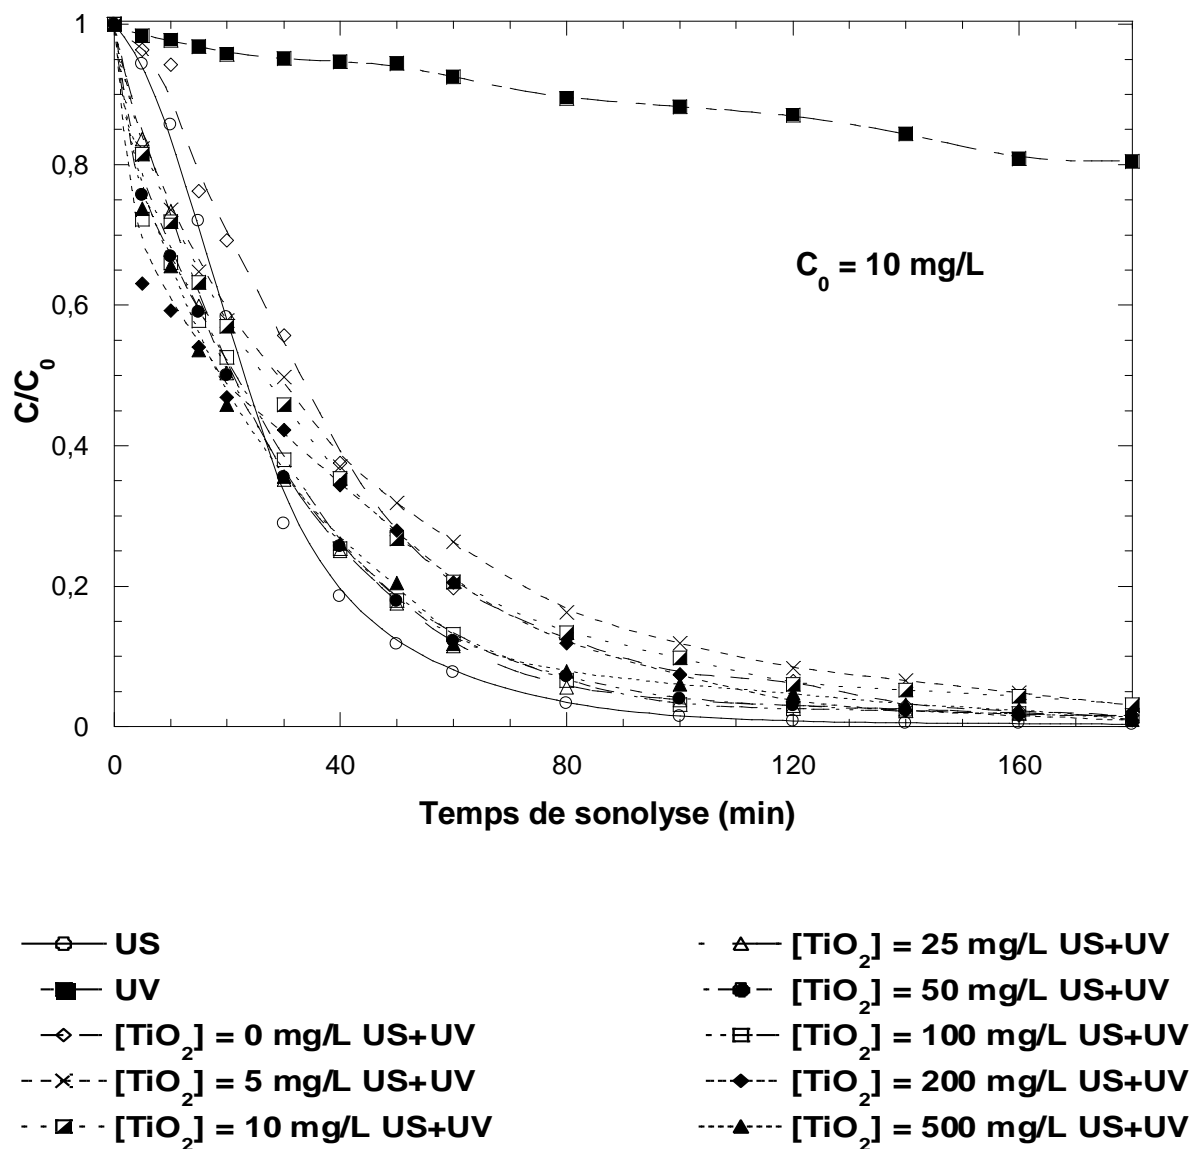 1
0,8
0,6
0,4
0,2
0
C/C0
C0 = 10 mg/L
0 40 80 120 160
Temps de sonolyse (min)
US
UV
[TiO2] = 0 mg/L US+UV
[TiO2] = 5 mg/L US+UV
[TiO2] = 10 mg/L US+UV
[TiO2] = 25 mg/L US+UV
[TiO2] = 50 mg/L US+UV
[TiO2] = 100 mg/L US+UV
[TiO2] = 200 mg/L US+UV
[TiO2] = 500 mg/L US+UV